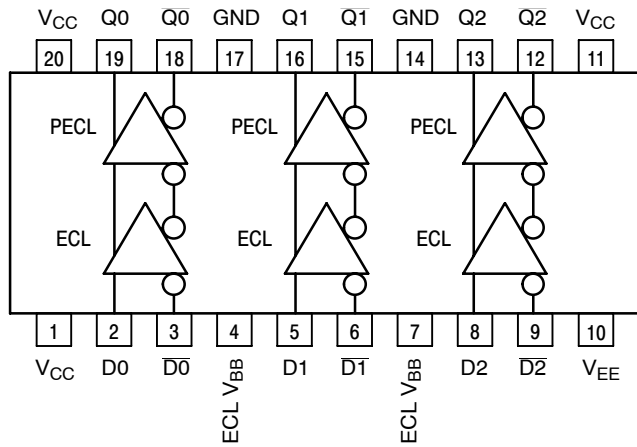 VCC Q0 Q0 GND Q1 Q1 GND Q2 Q2 VCC
20 19 18 17 16 15 14 13 12 11
PECL PECL PECL
ECL ECL ECL
1 2 3 4 5 6 7 8 9 10
VCC D0 D0 ECL VBB D1 D1 ECL VBB D2 D2 VEE